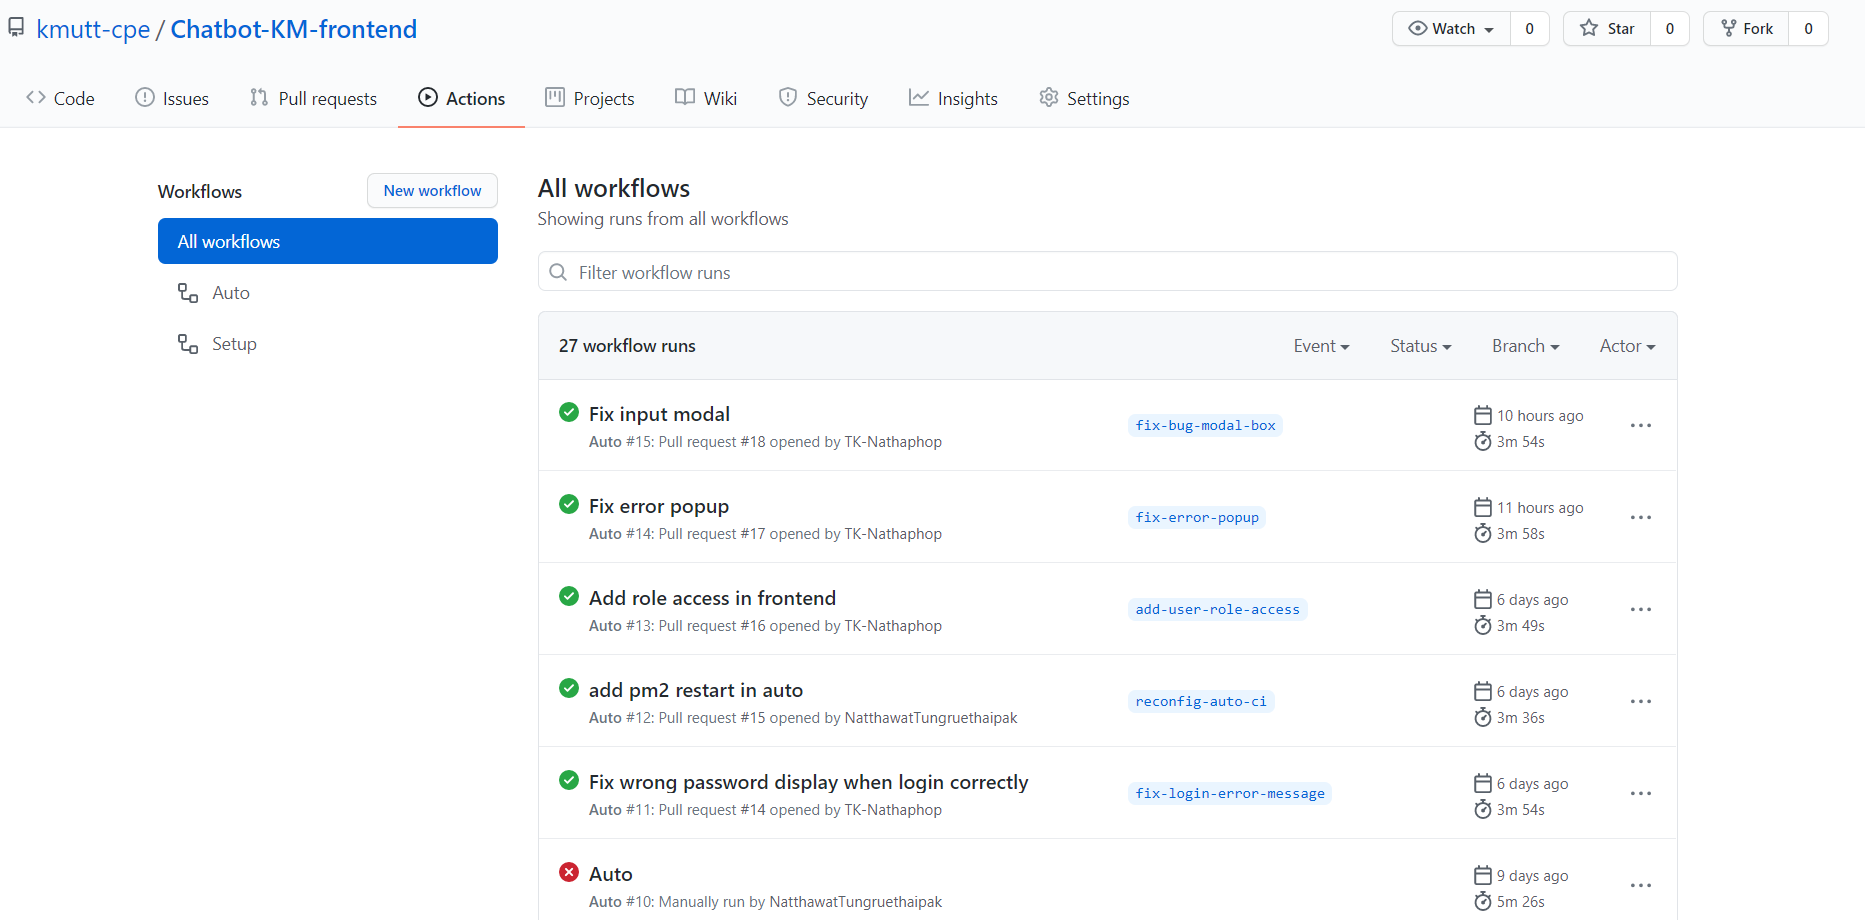 kmutt-cpe / Chatbot-KM-frontend
Watch 0 Star 0 Fork 0
Code Issues Pull requests Actions Projects Wiki Security Insights Settings
Workflows
New workflow
All workflows
Auto
Setup
All workflows
Showing runs from all workflows
Filter workflow runs
27 workflow runs Event Status Branch Actor
Fix input modal
Auto #15: Pull request #18 opened by TK-Nathaphop
fix-bug-modal-box
10 hours ago
3m 54s
Fix error popup
Auto #14: Pull request #17 opened by TK-Nathaphop
fix-error-popup
11 hours ago
3m 58s
Add role access in frontend
Auto #13: Pull request #16 opened by TK-Nathaphop
add-user-role-access
6 days ago
3m 49s
add pm2 restart in auto
Auto #12: Pull request #15 opened by NatthawatTungruethaipak
reconfig-auto-ci
6 days ago
3m 36s
Fix wrong password display when login correctly
Auto #11: Pull request #14 opened by TK-Nathaphop
fix-login-error-message
6 days ago
3m 54s
Auto
Auto #10: Manually run by NatthawatTungruethaipak
9 days ago
5m 26s